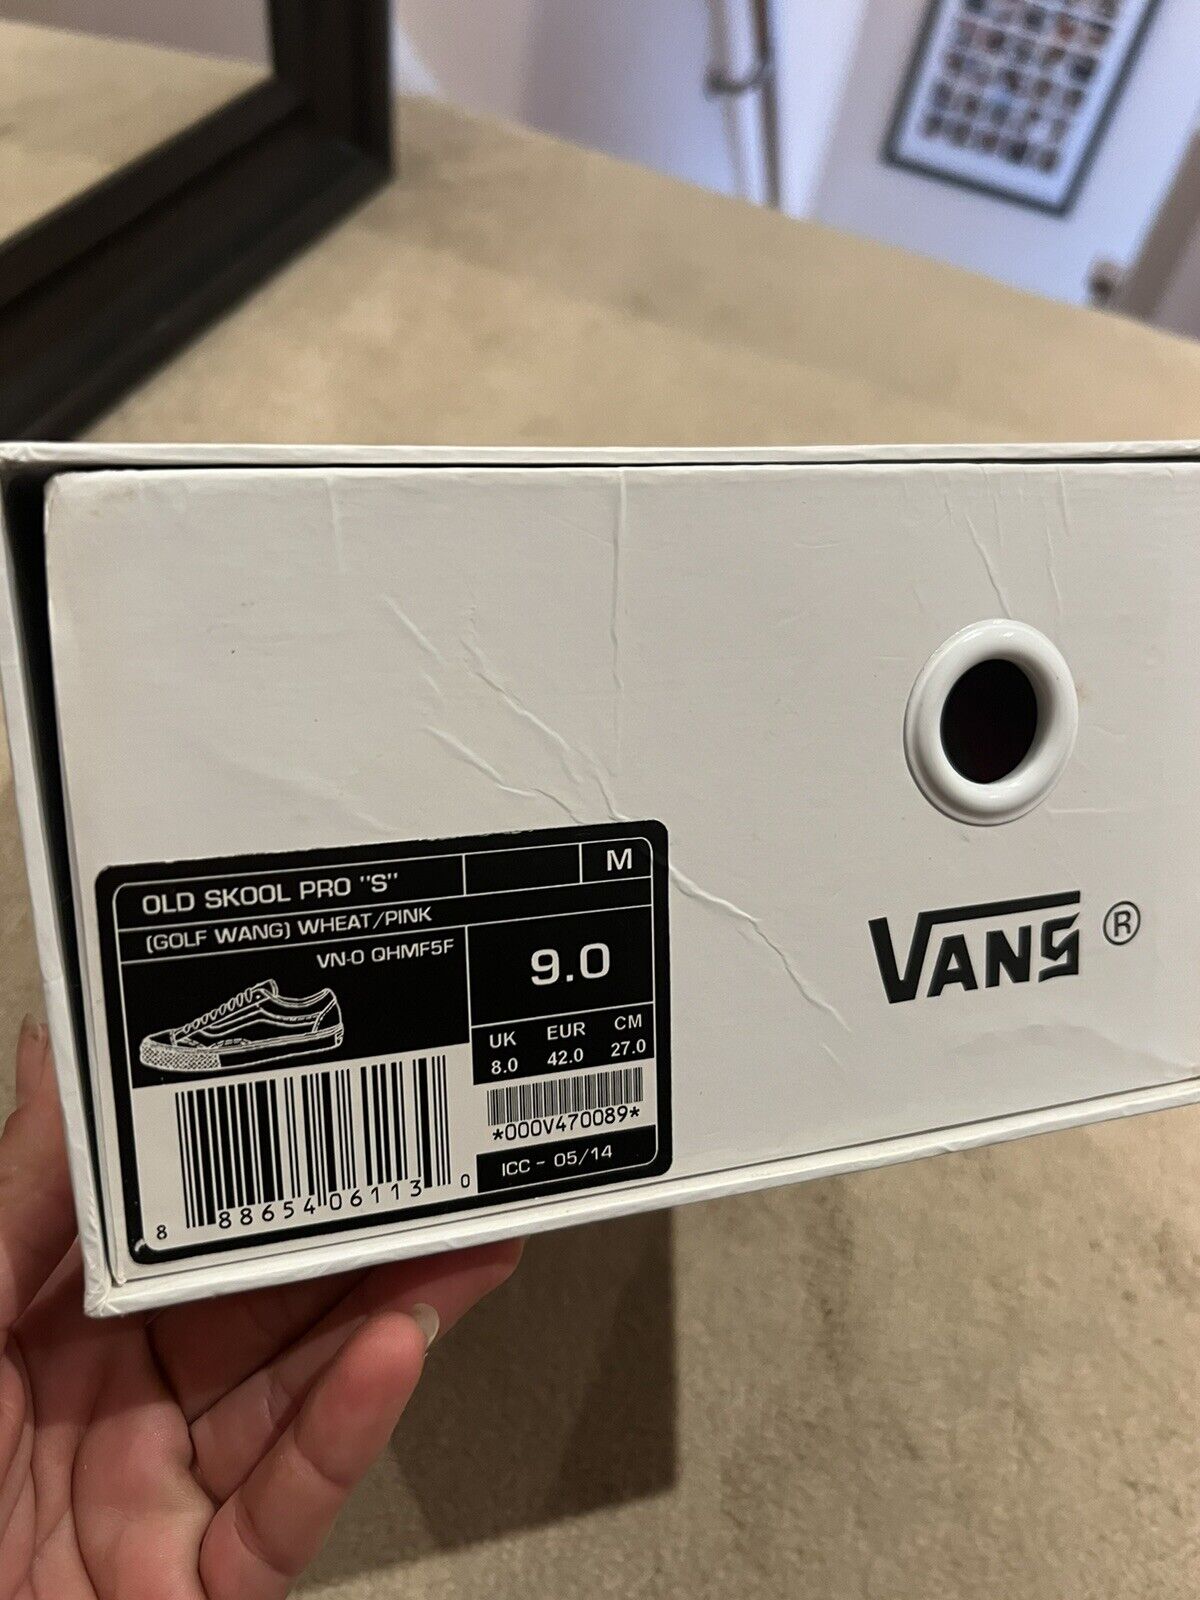 OLD SKOOL PRO "S"
M
(GOLF WANG) WHEAT/PINK
VN-0 QHMF5F
9.0
UK EUR CM
8.0 42.0 27.0
*000V470089*
ICC - 05/14
8 88654 06113 0
VANS ®